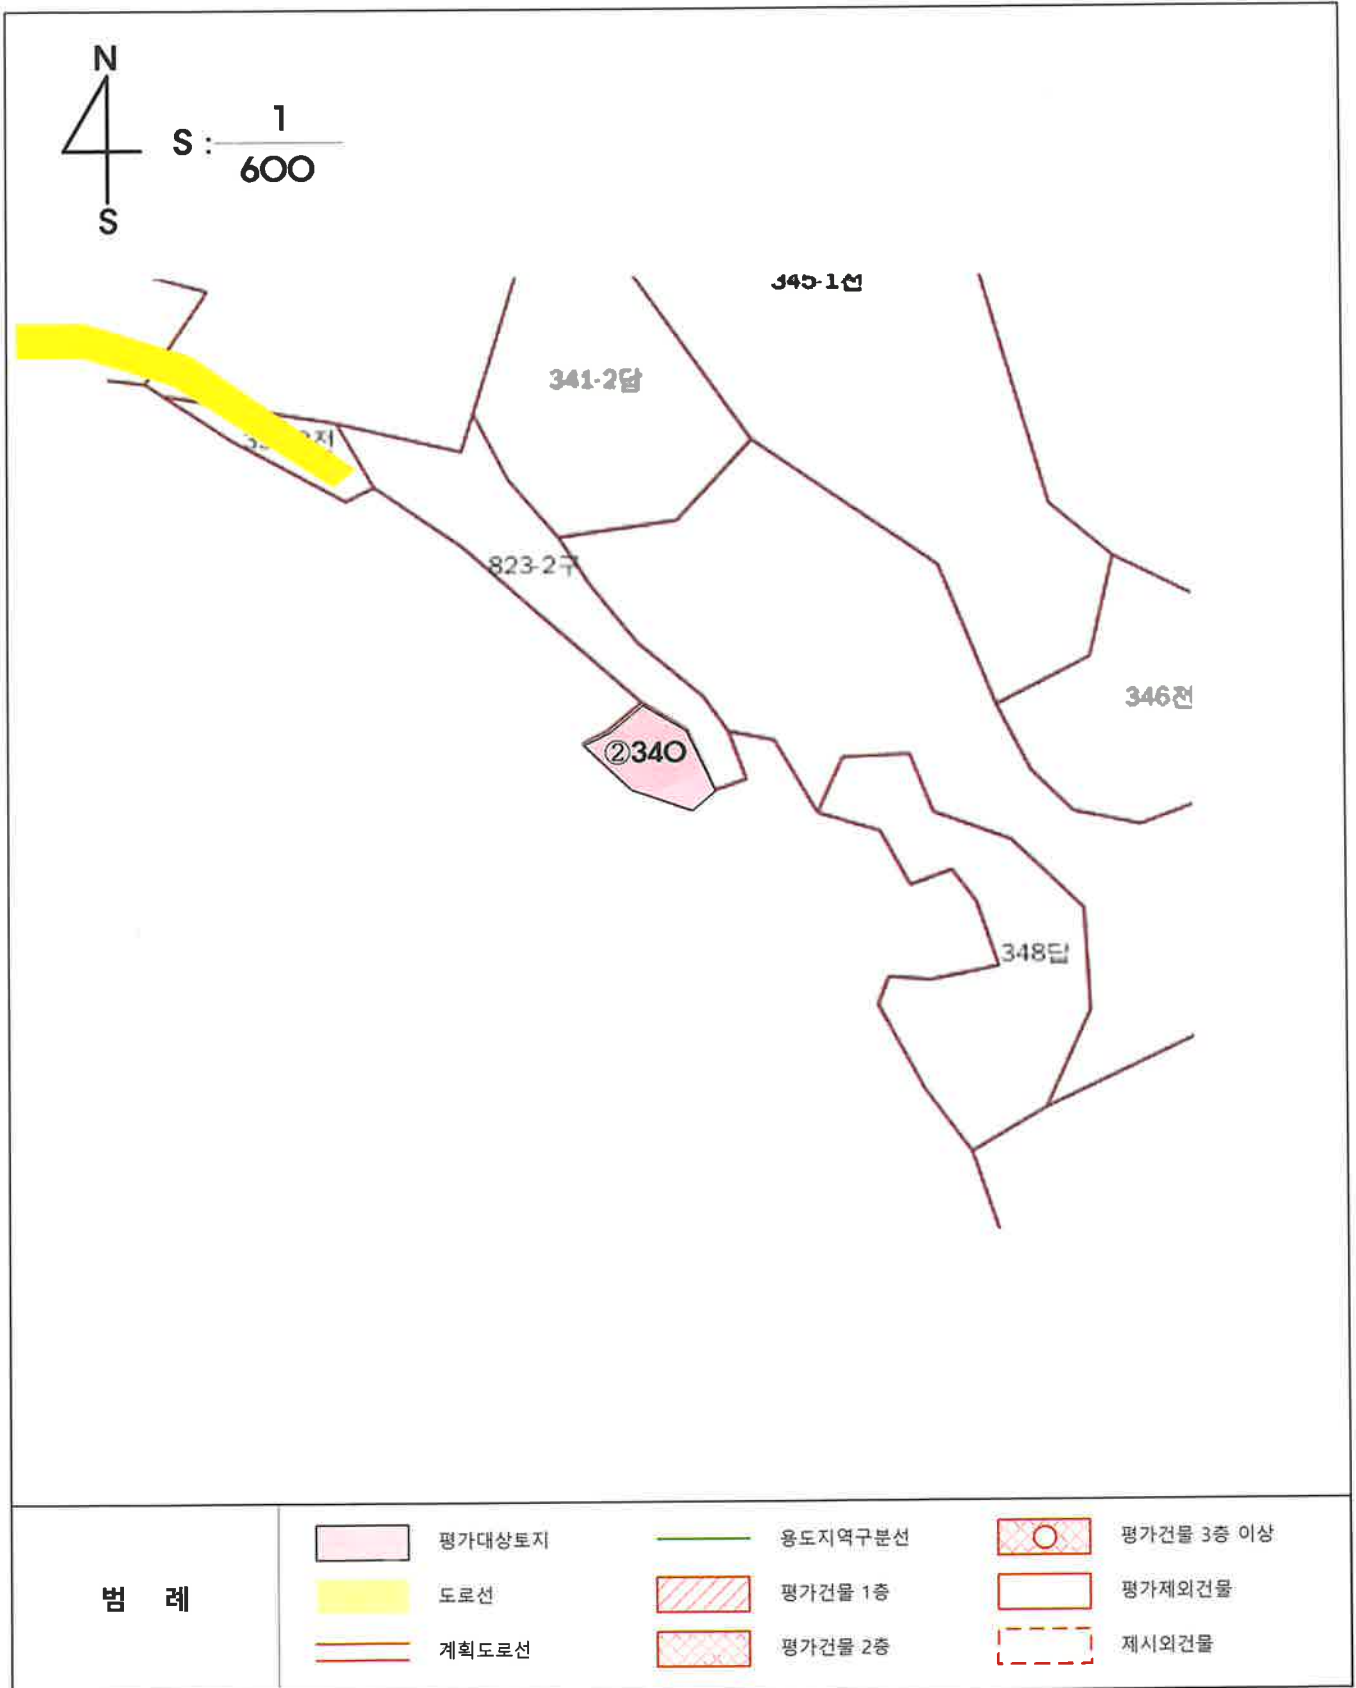 N
S : 1
600
S
345-1전
341-2답
823-2구
346전
②340
348답
범 례
평가대상토지
용도지역구분선
평가건물 3층 이상
도로선
평가건물 1층
평가제외건물
계획도로선
평가건물 2층
제시외건물